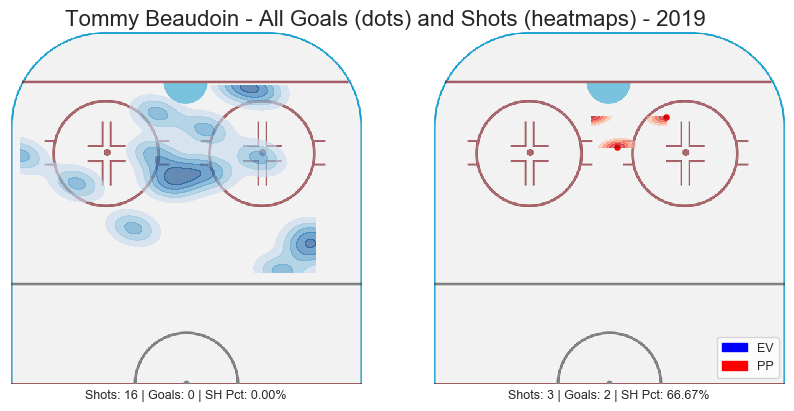 Tommy Beaudoin - All Goals (dots) and Shots (heatmaps) - 2019
EV
PP
Shots: 16 | Goals: 0 | SH Pct: 0.00%
Shots: 3 | Goals: 2 | SH Pct: 66.67%